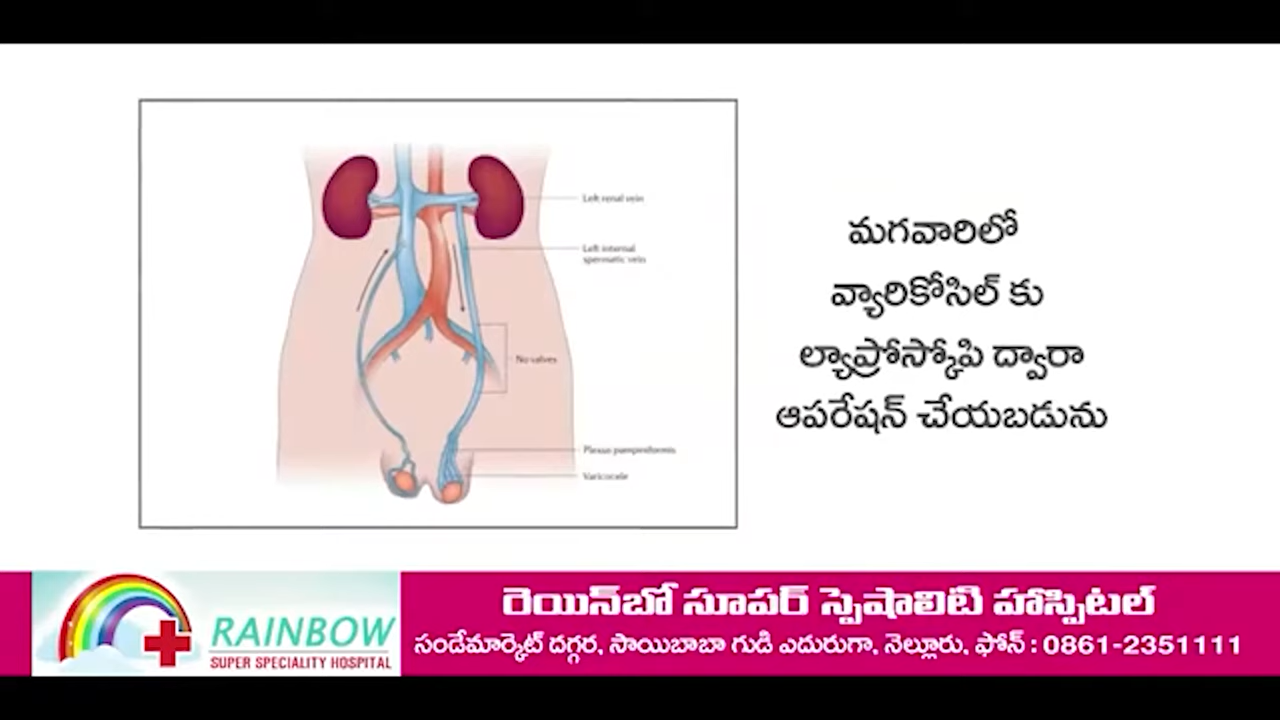 Left renal vein
Left internal
spermatic vein
No valves
Plexus pampiniformis
Varicocele
మగవారిలో
వ్యారికోసిల్ కు
ల్యాప్రోస్కోపి ద్వారా
ఆపరేషన్ చేయబడును
RAINBOW
SUPER SPECIALITY HOSPITAL
రెయిన్‌బో సూపర్ స్పెషాలిటి హాస్పిటల్
సండేమార్కెట్ దగ్గర, సాయిబాబా గుడి ఎదురుగా, నెల్లూరు, ఫోన్ : 0861-2351111